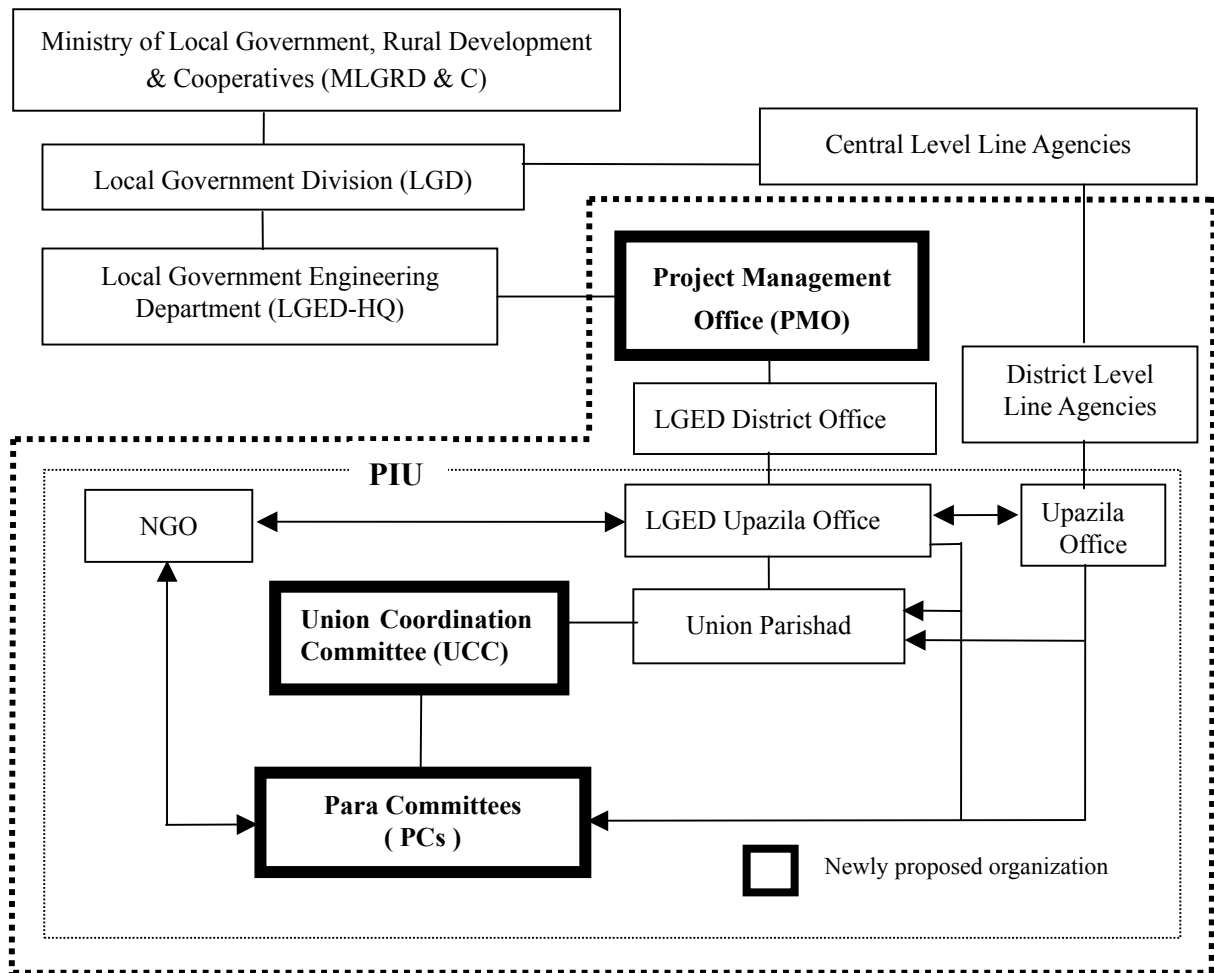 Ministry of Local Government, Rural Development
& Cooperatives (MLGRD & C)
Central Level Line Agencies
Local Government Division (LGD)
Local Government Engineering
Department (LGED-HQ)
Project Management
Office (PMO)
District Level
Line Agencies
LGED District Office
PIU
NGO
LGED Upazila Office
Upazila
Office
Union Coordination
Committee (UCC)
Union Parishad
Para Committees
( PCs )
Newly proposed organization